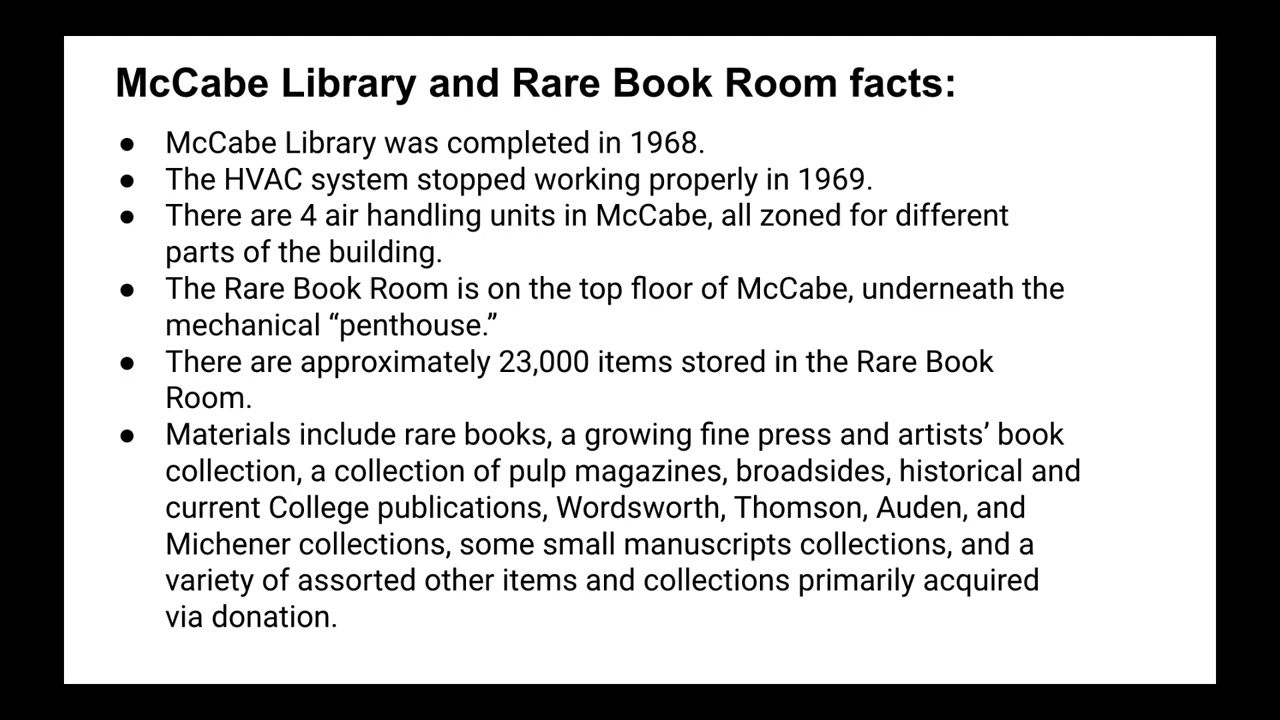 McCabe Library and Rare Book Room facts:
● McCabe Library was completed in 1968.
● The HVAC system stopped working properly in 1969.
● There are 4 air handling units in McCabe, all zoned for different
parts of the building.
● The Rare Book Room is on the top floor of McCabe, underneath the
mechanical “penthouse.”
● There are approximately 23,000 items stored in the Rare Book
Room.
● Materials include rare books, a growing fine press and artists’ book
collection, a collection of pulp magazines, broadsides, historical and
current College publications, Wordsworth, Thomson, Auden, and
Michener collections, some small manuscripts collections, and a
variety of assorted other items and collections primarily acquired
via donation.